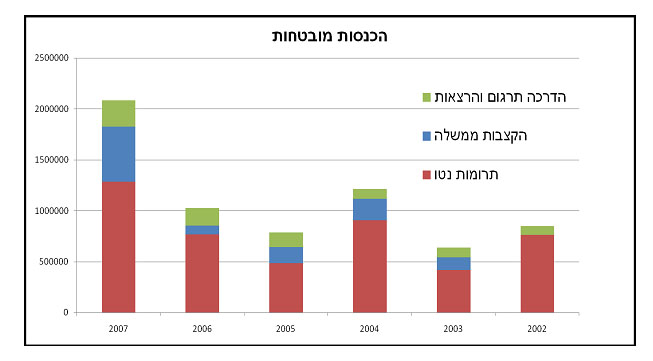 הכנסות מובטחות
2500000
2000000
1500000
1000000
500000
0
הדרכה תרגום והרצאות
הקצבות ממשלה
תרומות נטו
2007 2006 2005 2004 2003 2002